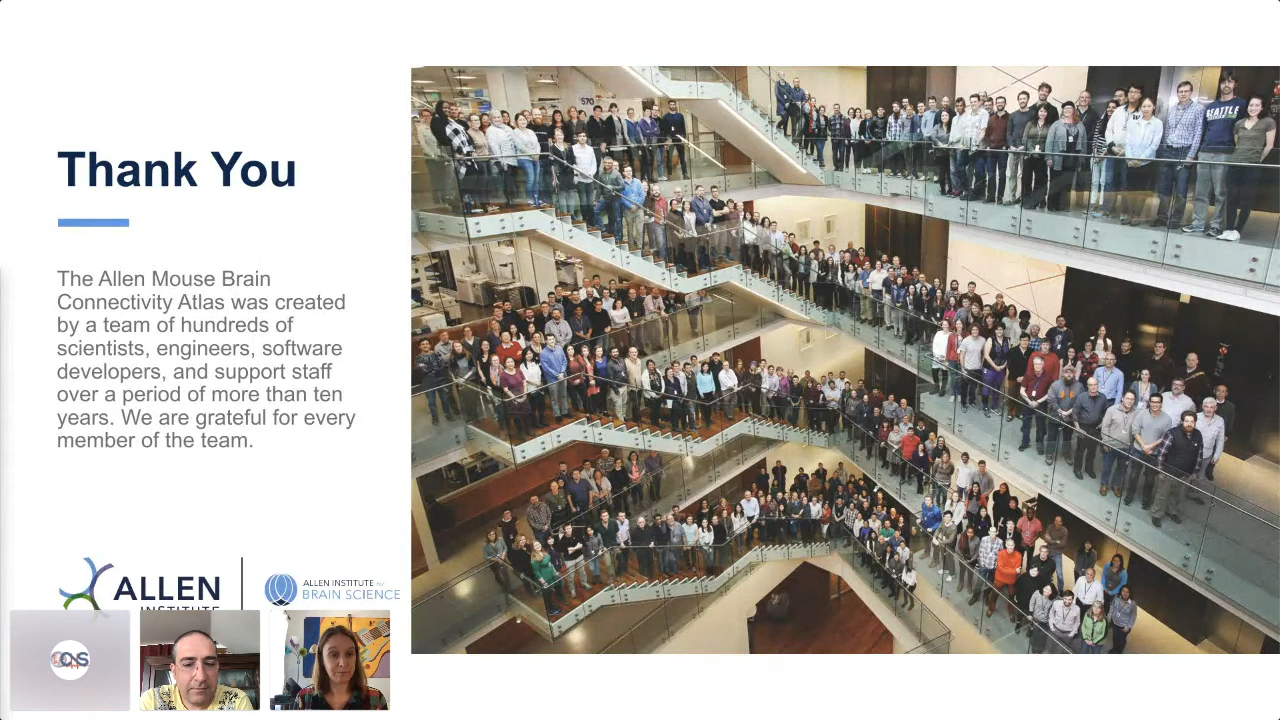 Thank You
The Allen Mouse Brain
Connectivity Atlas was created
by a team of hundreds of
scientists, engineers, software
developers, and support staff
over a period of more than ten
years. We are grateful for every
member of the team.
ALLEN
INSTITUTE
ALLEN INSTITUTE for
BRAIN SCIENCE
SEATTLE